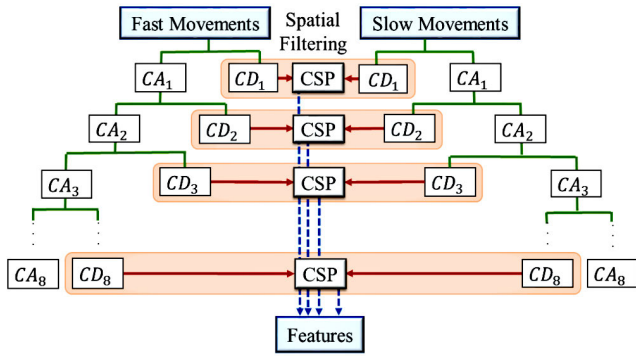 Fast Movements
Spatial
Filtering
Slow Movements
CA₁
CD₁
CSP
CD₁
CA₁
CA₂
CD₂
CSP
CD₂
CA₂
CA₃
CD₃
CSP
CD₃
CA₃
CA₈
CD₈
CSP
CD₈
CA₈
Features